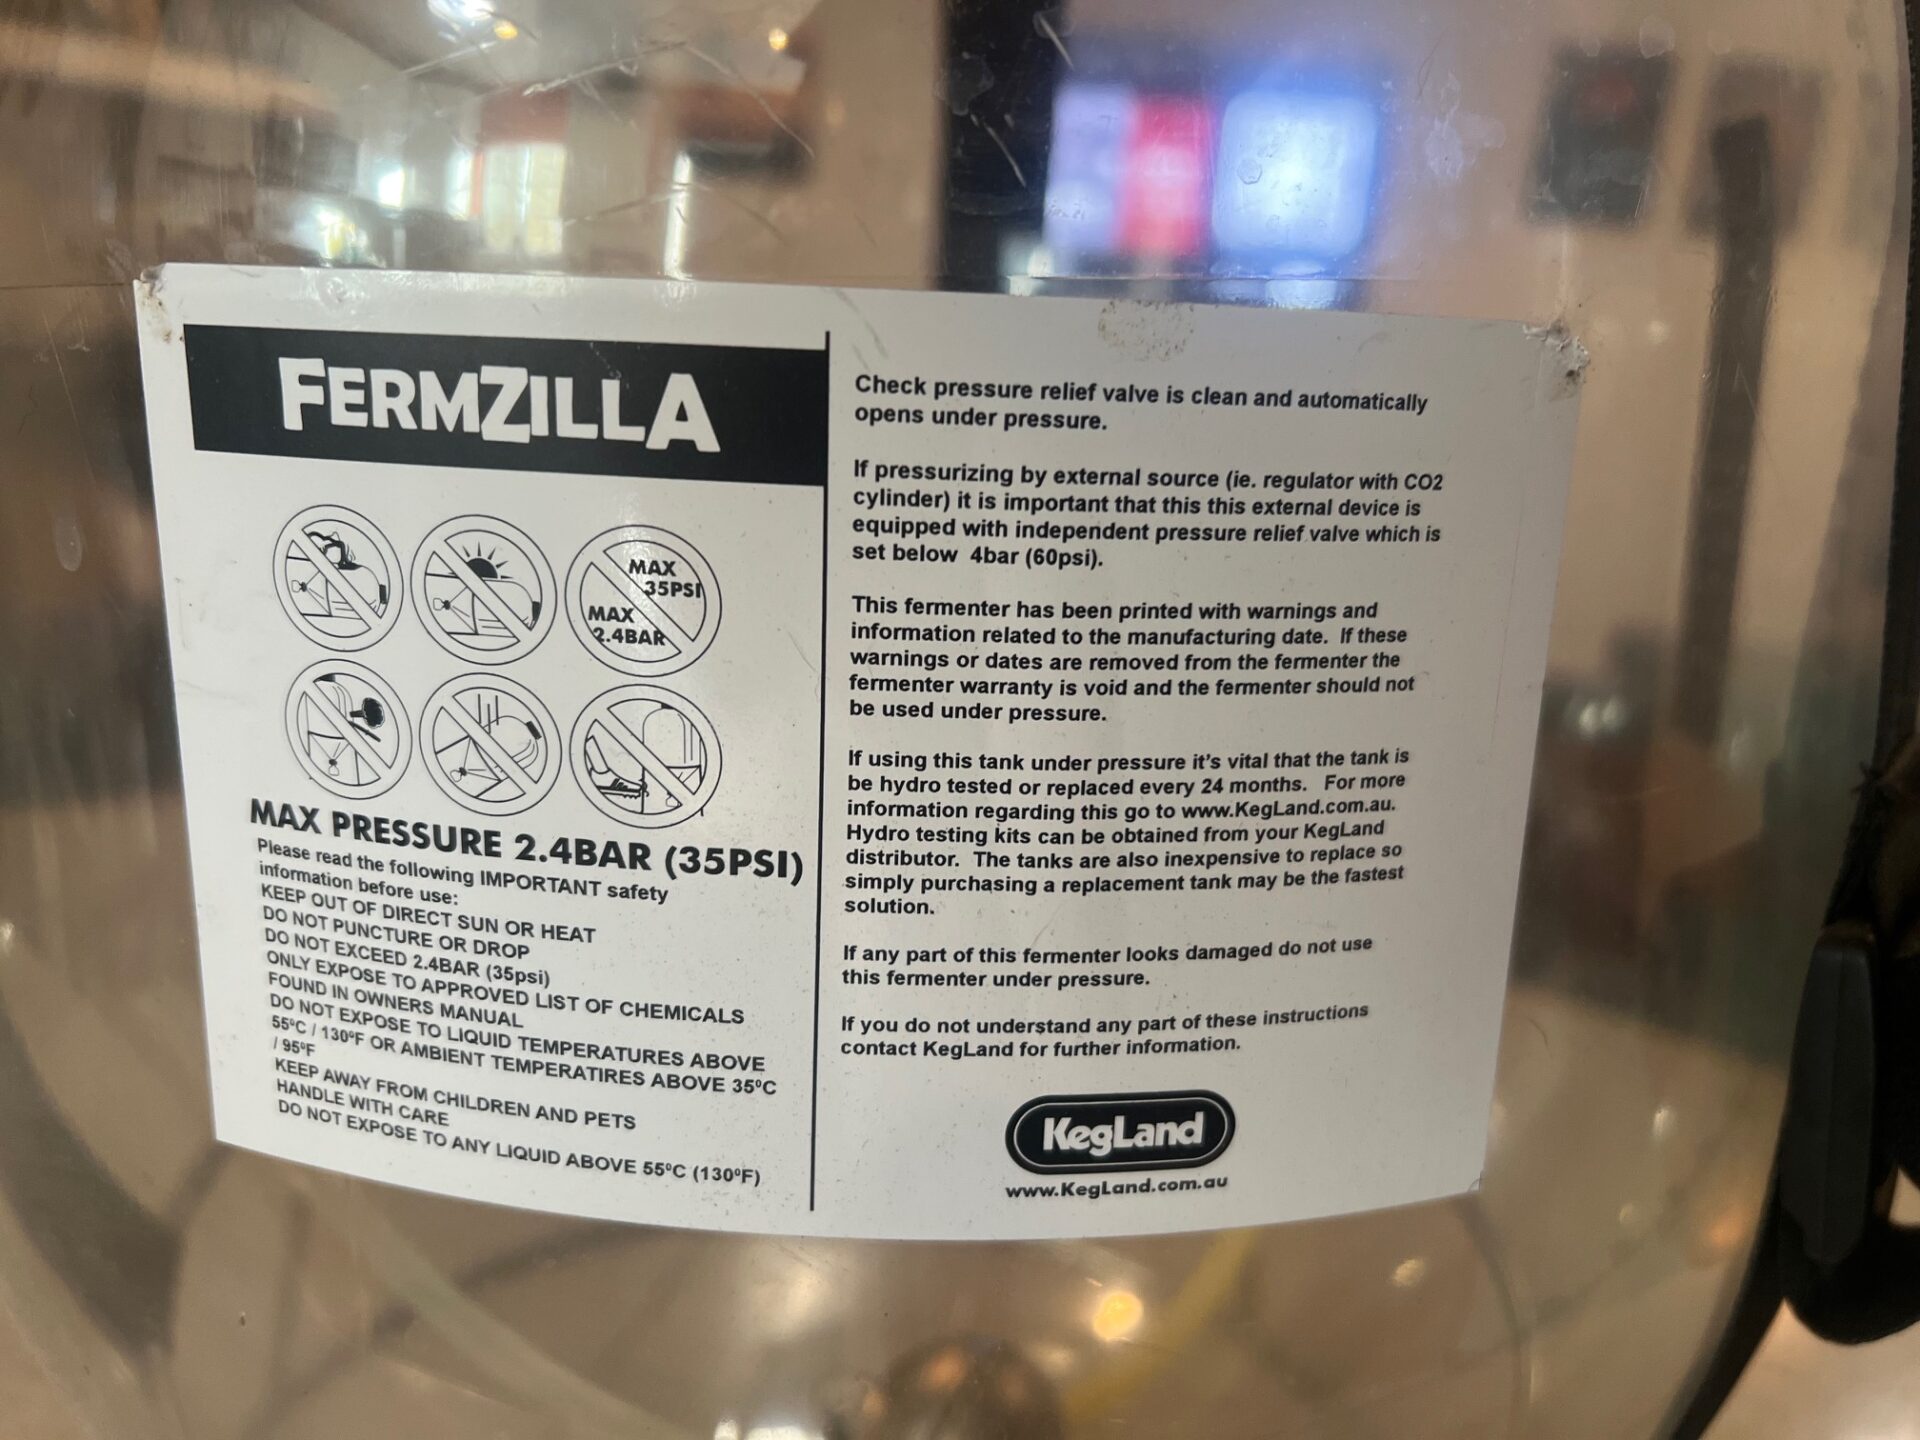 FERMZILLA
MAX
35PSI
MAX
2.4BAR
MAX PRESSURE 2.4BAR (35PSI)
Please read the following IMPORTANT safety
information before use:
KEEP OUT OF DIRECT SUN OR HEAT
DO NOT PUNCTURE OR DROP
DO NOT EXCEED 2.4BAR (35psi)
ONLY EXPOSE TO APPROVED LIST OF CHEMICALS
FOUND IN OWNERS MANUAL
DO NOT EXPOSE TO LIQUID TEMPERATURES ABOVE
55ºC / 130ºF OR AMBIENT TEMPERATIRES ABOVE 35ºC
/ 95ºF
KEEP AWAY FROM CHILDREN AND PETS
HANDLE WITH CARE
DO NOT EXPOSE TO ANY LIQUID ABOVE 55ºC (130ºF)
Check pressure relief valve is clean and automatically
opens under pressure.
If pressurizing by external source (ie. regulator with CO2
cylinder) it is important that this this external device is
equipped with independent pressure relief valve which is
set below 4bar (60psi).
This fermenter has been printed with warnings and
information related to the manufacturing date. If these
warnings or dates are removed from the fermenter the
fermenter warranty is void and the fermenter should not
be used under pressure.
If using this tank under pressure it's vital that the tank is
be hydro tested or replaced every 24 months. For more
information regarding this go to www.KegLand.com.au.
Hydro testing kits can be obtained from your KegLand
distributor. The tanks are also inexpensive to replace so
simply purchasing a replacement tank may be the fastest
solution.
If any part of this fermenter looks damaged do not use
this fermenter under pressure.
If you do not understand any part of these instructions
contact KegLand for further information.
KegLand
www.KegLand.com.au